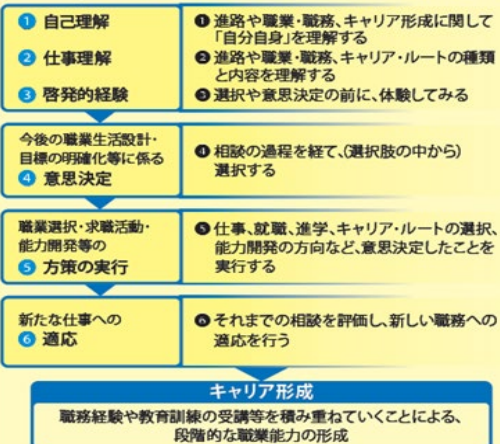 ① 自己理解
❶ 進路や職業・職務、キャリア形成に関して
「自分自身」を理解する
② 仕事理解
❷ 進路や職業・職務、キャリア・ルートの種類
と内容を理解する
③ 啓発的経験
❸ 選択や意思決定の前に、体験してみる
今後の職業生活設計・
目標の明確化等に係る
④ 意思決定
❹ 相談の過程を経て、(選択肢の中から)
選択する
職業選択・求職活動・
能力開発等の
⑤ 方策の実行
❺ 仕事、就職、進学、キャリア・ルートの選択、
能力開発の方向など、意思決定したことを
実行する
新たな仕事への
⑥ 適応
❻ それまでの相談を評価し、新しい職務への
適応を行う
キャリア形成
職務経験や教育訓練の受講等を積み重ねていくことによる、
段階的な職業能力の形成